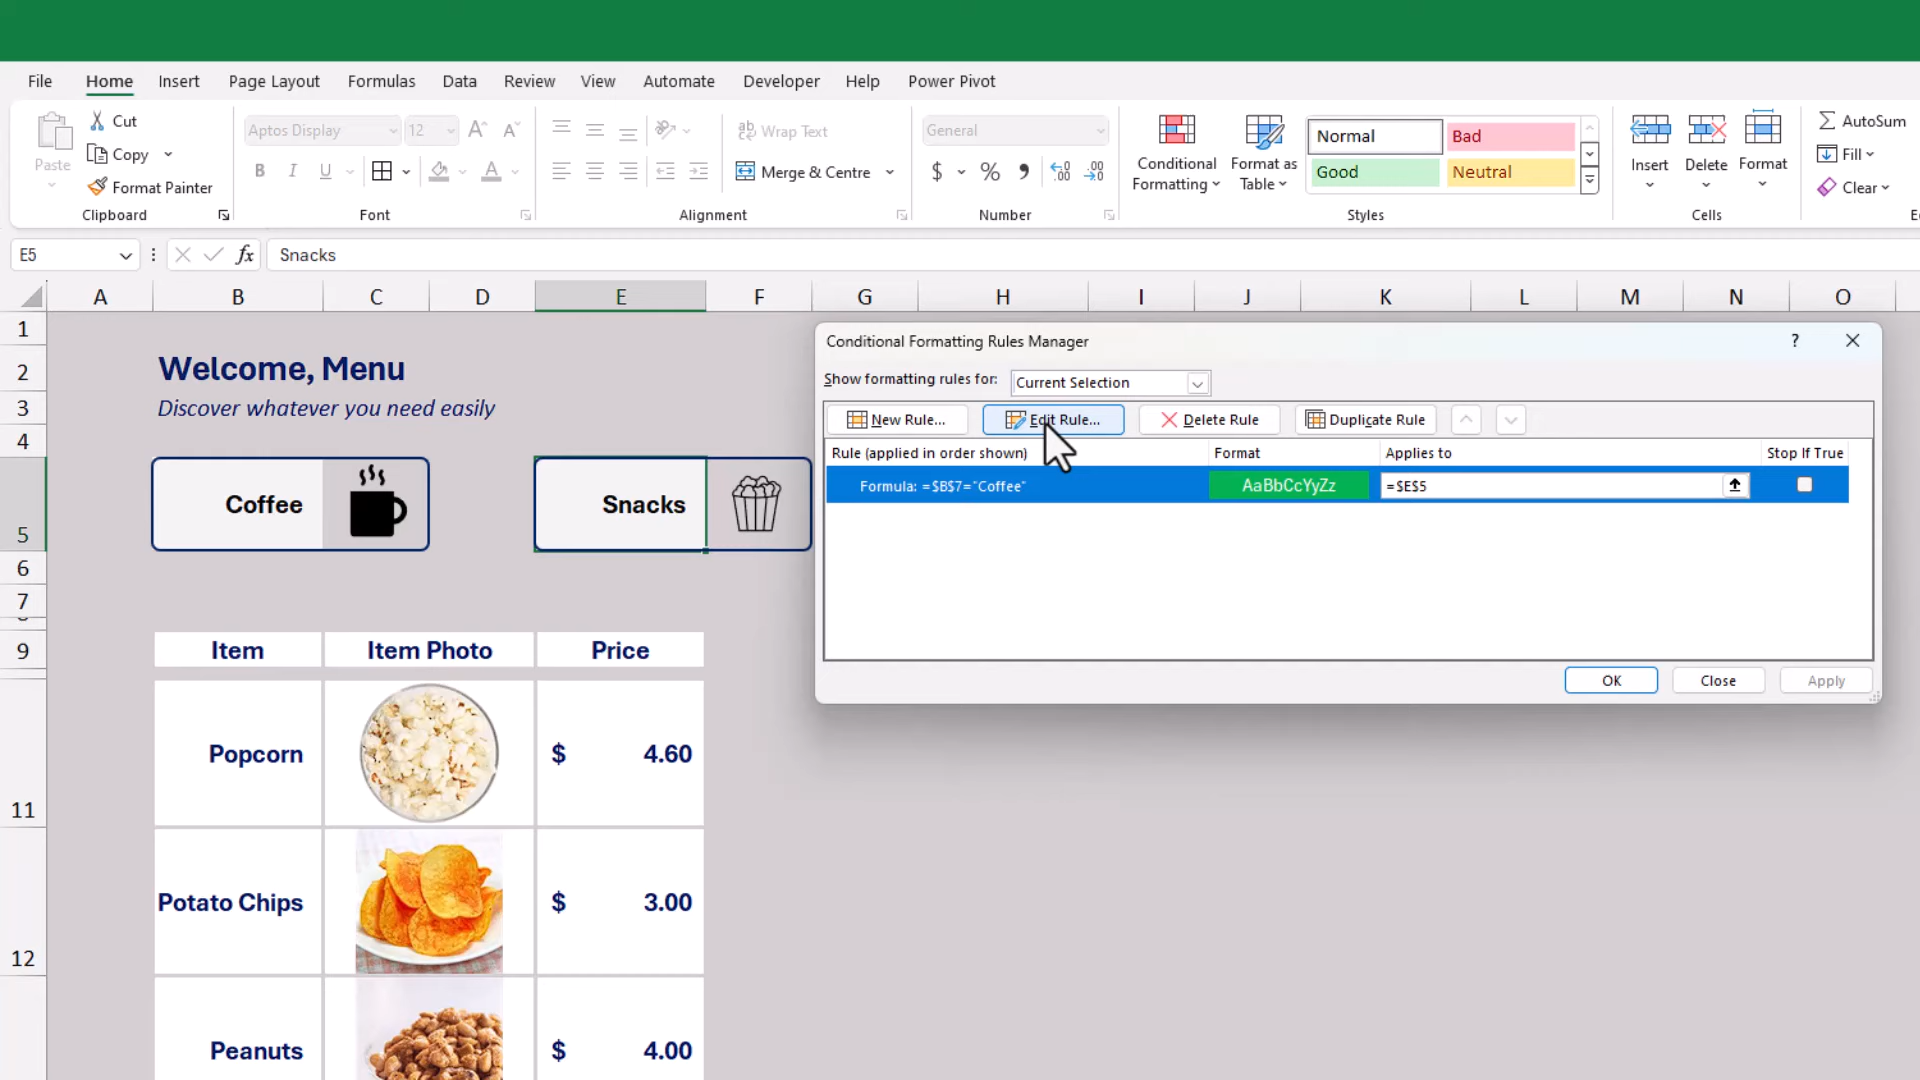 File Home Insert Page Layout Formulas Data Review View Automate Developer Help Power Pivot
Paste
Cut
Copy
Format Painter
Clipboard
Aptos Display 12 A A
B I U A
Font
ab Wrap Text
Merge & Centre
Alignment
General
$ % ,
Number
Conditional Formatting
Format as Table
Normal Bad
Good Neutral
Styles
Insert Delete Format
Cells
AutoSum
Fill
Clear
E5 fx Snacks
A B C D E F G H I J K L M N O
1
2 Welcome, Menu
3 Discover whatever you need easily
4
5 Coffee Snacks
6
7
9 Item Item Photo Price
11 Popcorn $ 4.60
12 Potato Chips $ 3.00
Peanuts $ 4.00
Conditional Formatting Rules Manager ?
Show formatting rules for: Current Selection
New Rule... Edit Rule... Delete Rule Duplicate Rule
Rule (applied in order shown) Format Applies to Stop If True
Formula: =$B$7="Coffee" AaBbCcYyZz =$E$5
OK Close Apply